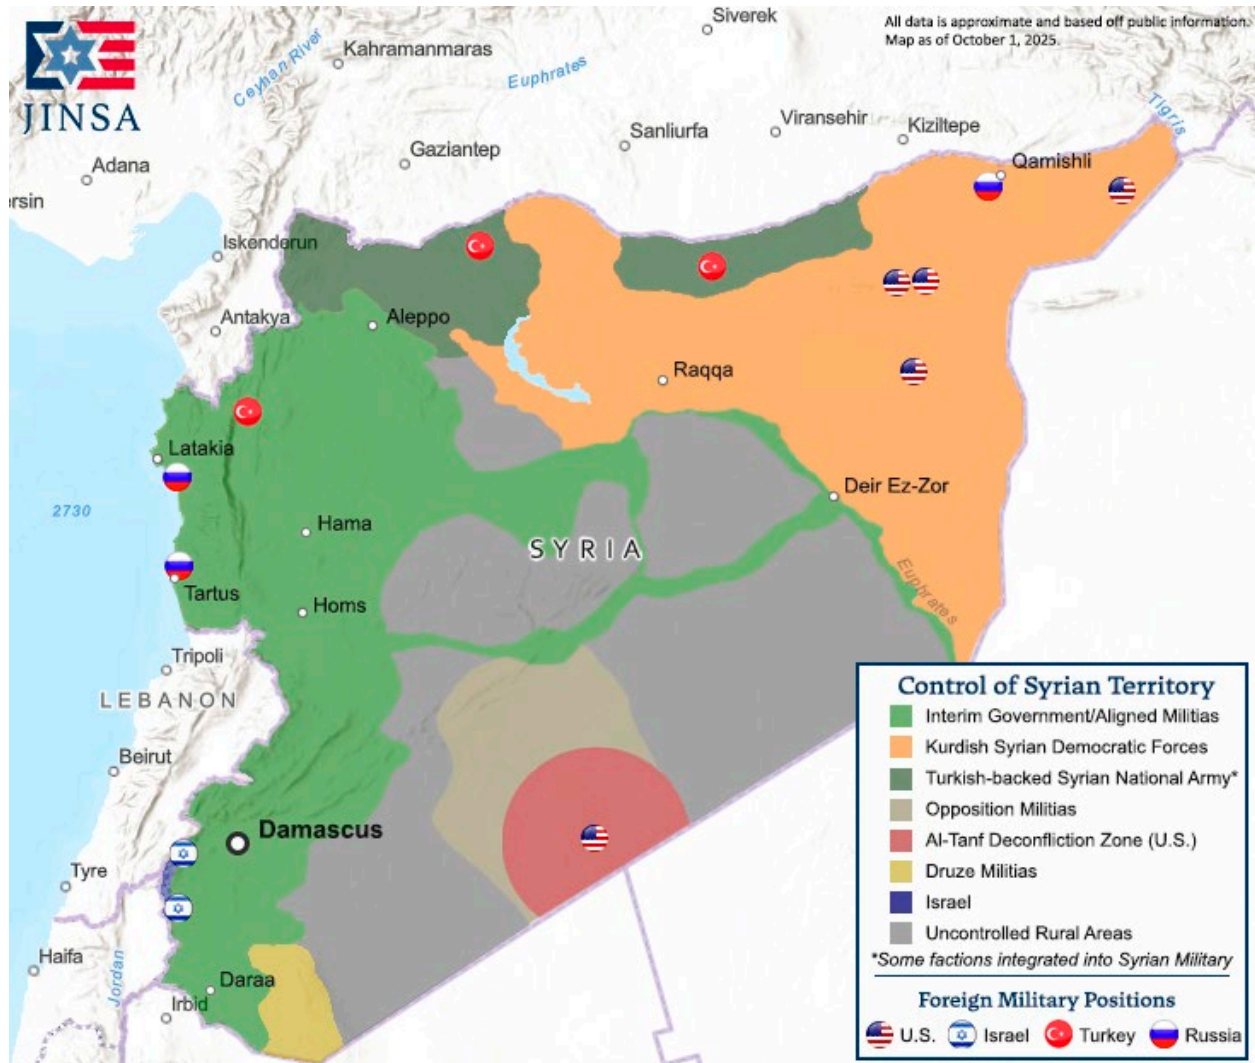 Siverek
All data is approximate and based off public information.
Map as of October 1, 2025.
JINSA
Kahramanmaras
Ceyhan River
Euphrates
Tigris
Viransehir
Kiziltepe
Sanliurfa
Gaziantep
Adana
ersin
Qamishli
Iskenderun
Antakya
Aleppo
Raqqa
Latakia
Deir Ez-Zor
2730
Hama
SYRIA
Euphrates
Tartus
Homs
Tripoli
LEBANON
Beirut
Damascus
Tyre
Haifa
Jordan
Daraa
Irbid
Control of Syrian Territory
Interim Government/Aligned Militias
Kurdish Syrian Democratic Forces
Turkish-backed Syrian National Army*
Opposition Militias
Al-Tanf Deconfliction Zone (U.S.)
Druze Militias
Israel
Uncontrolled Rural Areas
*Some factions integrated into Syrian Military
Foreign Military Positions
U.S. Israel Turkey Russia